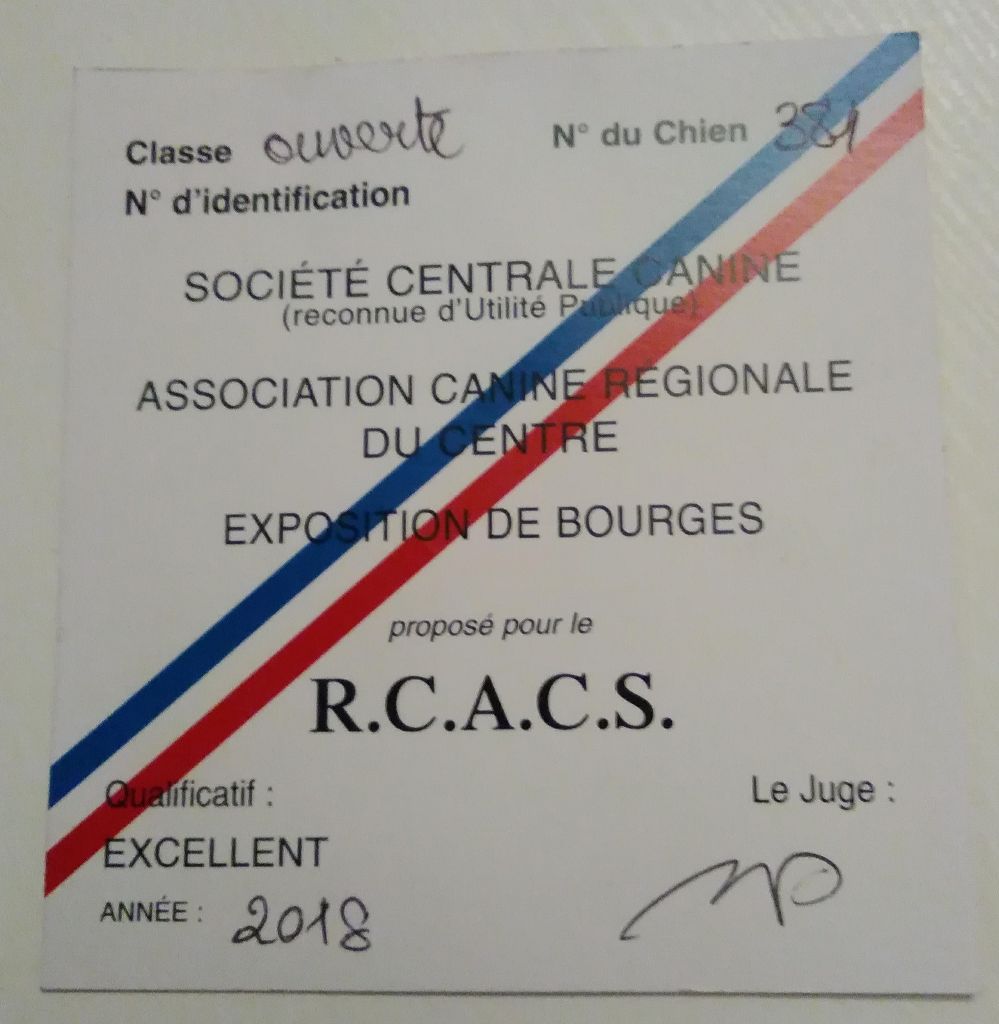 Classe ouverte N° du Chien 381
N° d'identification
SOCIÉTÉ CENTRALE CANINE
(reconnue d'Utilité Publique)
ASSOCIATION CANINE RÉGIONALE
DU CENTRE
EXPOSITION DE BOURGES
proposé pour le
R.C.A.C.S.
Qualificatif : Le Juge :
EXCELLENT
ANNÉE : 2018